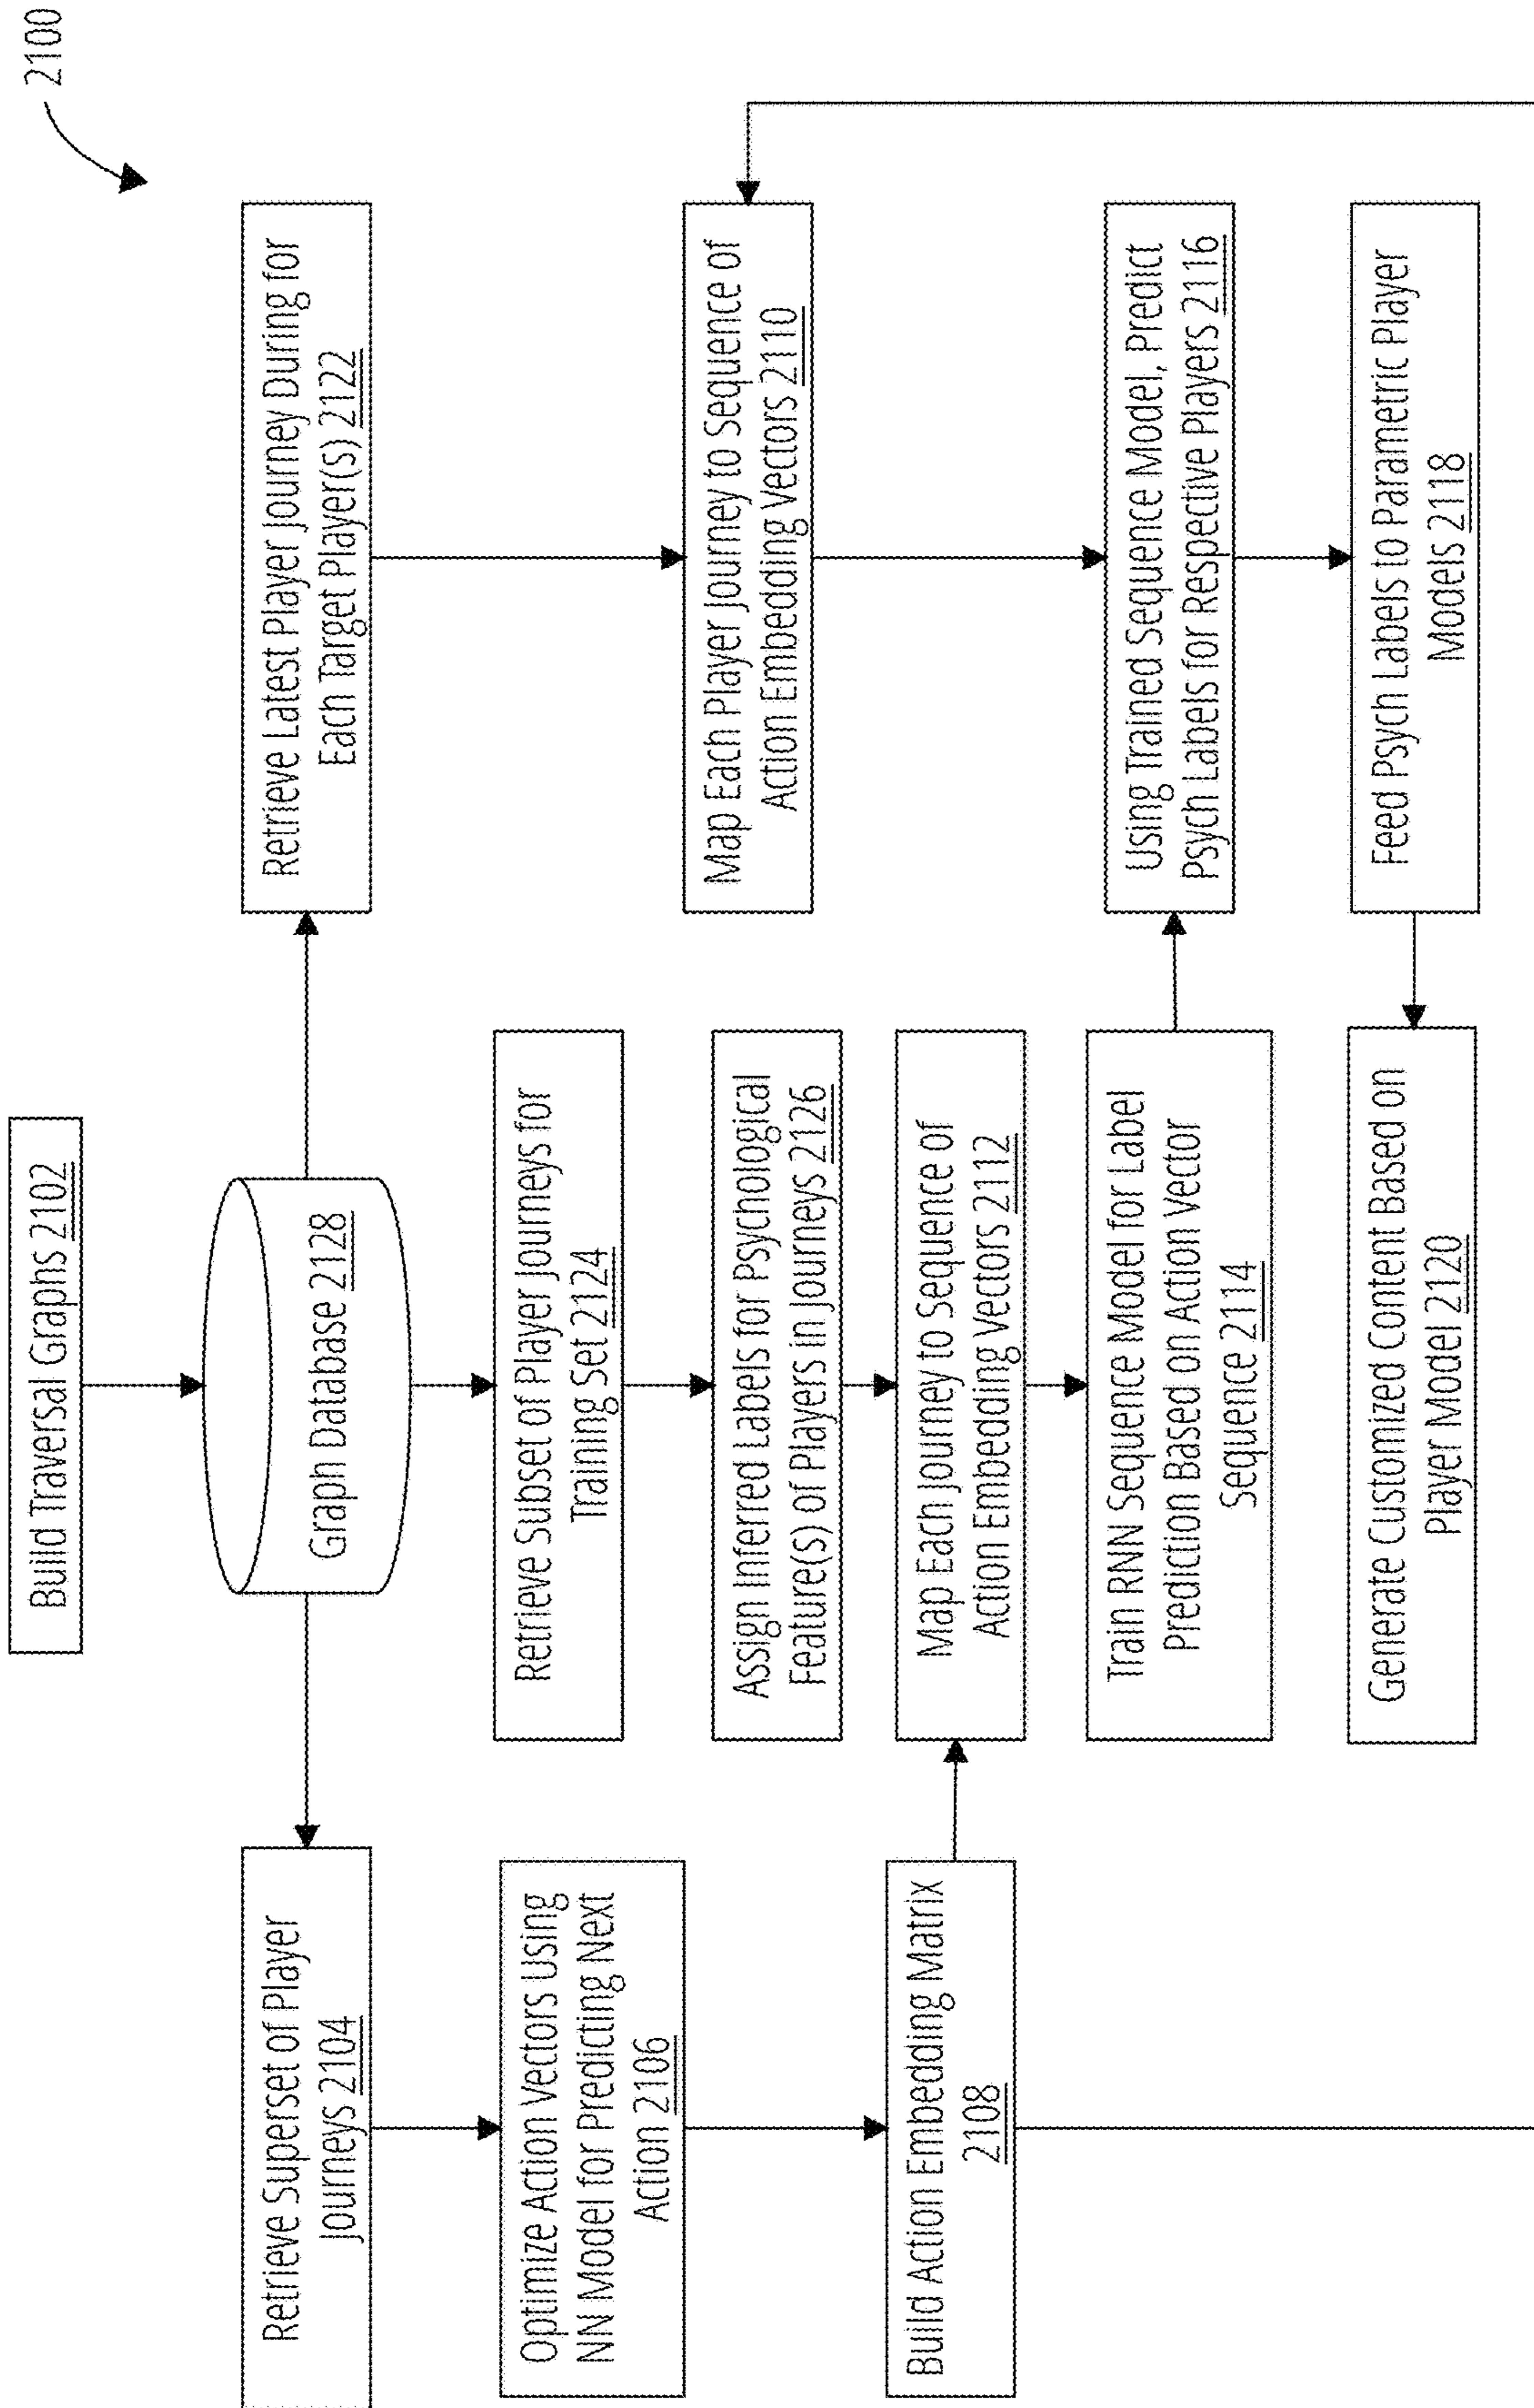 2100
Build Traversal Graphs 2102
Graph Database 2128
Retrieve Superset of Player
Journeys 2104
Optimize Action Vectors Using
NN Model for Predicting Next
Action 2106
Build Action Embedding Matrix
2108
Retrieve Subset of Player Journeys for
Training Set 2124
Assign Inferred Labels for Psychological
Feature(s) of Players in Journeys 2126
Map Each Journey to Sequence of
Action Embedding Vectors 2112
Train RNN Sequence Model for Label
Prediction Based on Action Vector
Sequence 2114
Retrieve Latest Player Journey During for
Each Target Player(s) 2122
Map Each Player Journey to Sequence of
Action Embedding Vectors 2110
Using Trained Sequence Model, Predict
Psych Labels for Respective Players 2116
Feed Psych Labels to Parametric Player
Models 2118
Generate Customized Content Based on
Player Model 2120